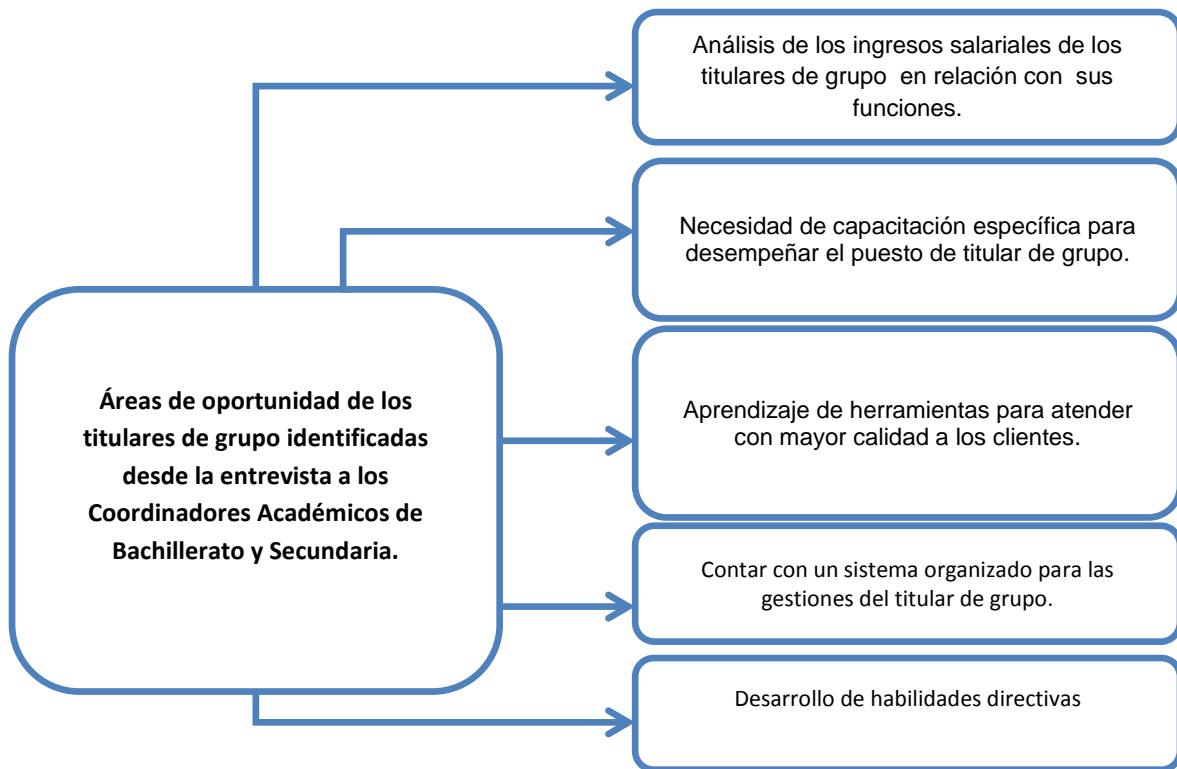 Análisis de los ingresos salariales de los
titulares de grupo en relación con sus
funciones.
Necesidad de capacitación específica para
desempeñar el puesto de titular de grupo.
Áreas de oportunidad de los
titulares de grupo identificadas
desde la entrevista a los
Coordinadores Académicos de
Bachillerato y Secundaria.
Aprendizaje de herramientas para atender
con mayor calidad a los clientes.
Contar con un sistema organizado para las
gestiones del titular de grupo.
Desarrollo de habilidades directivas